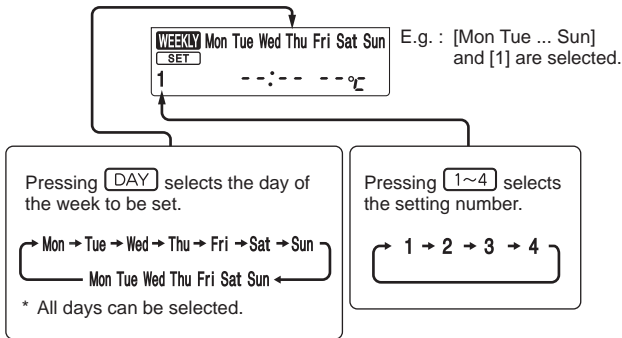 WEEKLY Mon Tue Wed Thu Fri Sat Sun
SET
1 --:-- --°C
E.g. : [Mon Tue ... Sun]
and [1] are selected.
Pressing DAY selects the day of
the week to be set.
Mon → Tue → Wed → Thu → Fri → Sat → Sun
Mon Tue Wed Thu Fri Sat Sun
* All days can be selected.
Pressing 1~4 selects
the setting number.
1 → 2 → 3 → 4